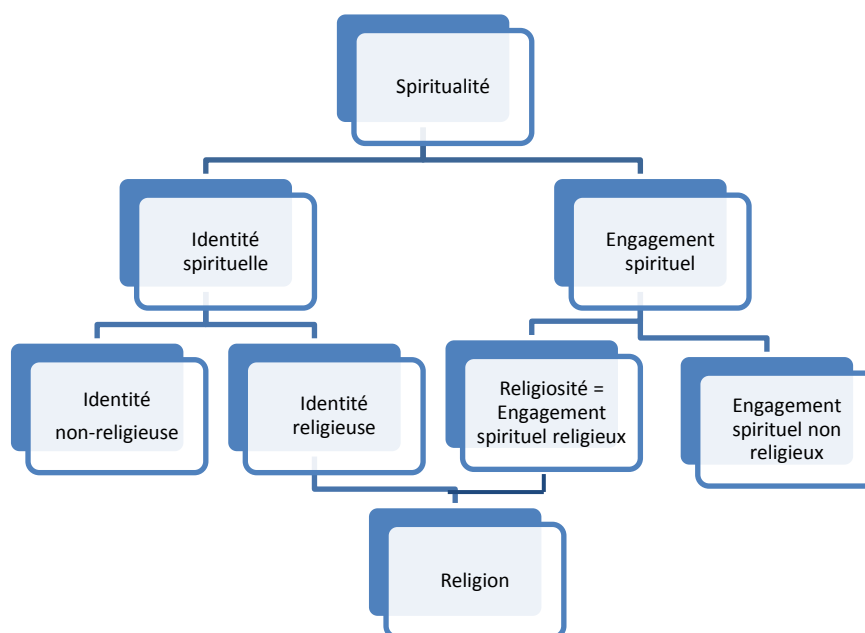 Spiritualité
Identité
spirituelle
Engagement
spirituel
Identité
non-religieuse
Identité
religieuse
Religiosité =
Engagement
spirituel religieux
Engagement
spirituel non
religieux
Religion